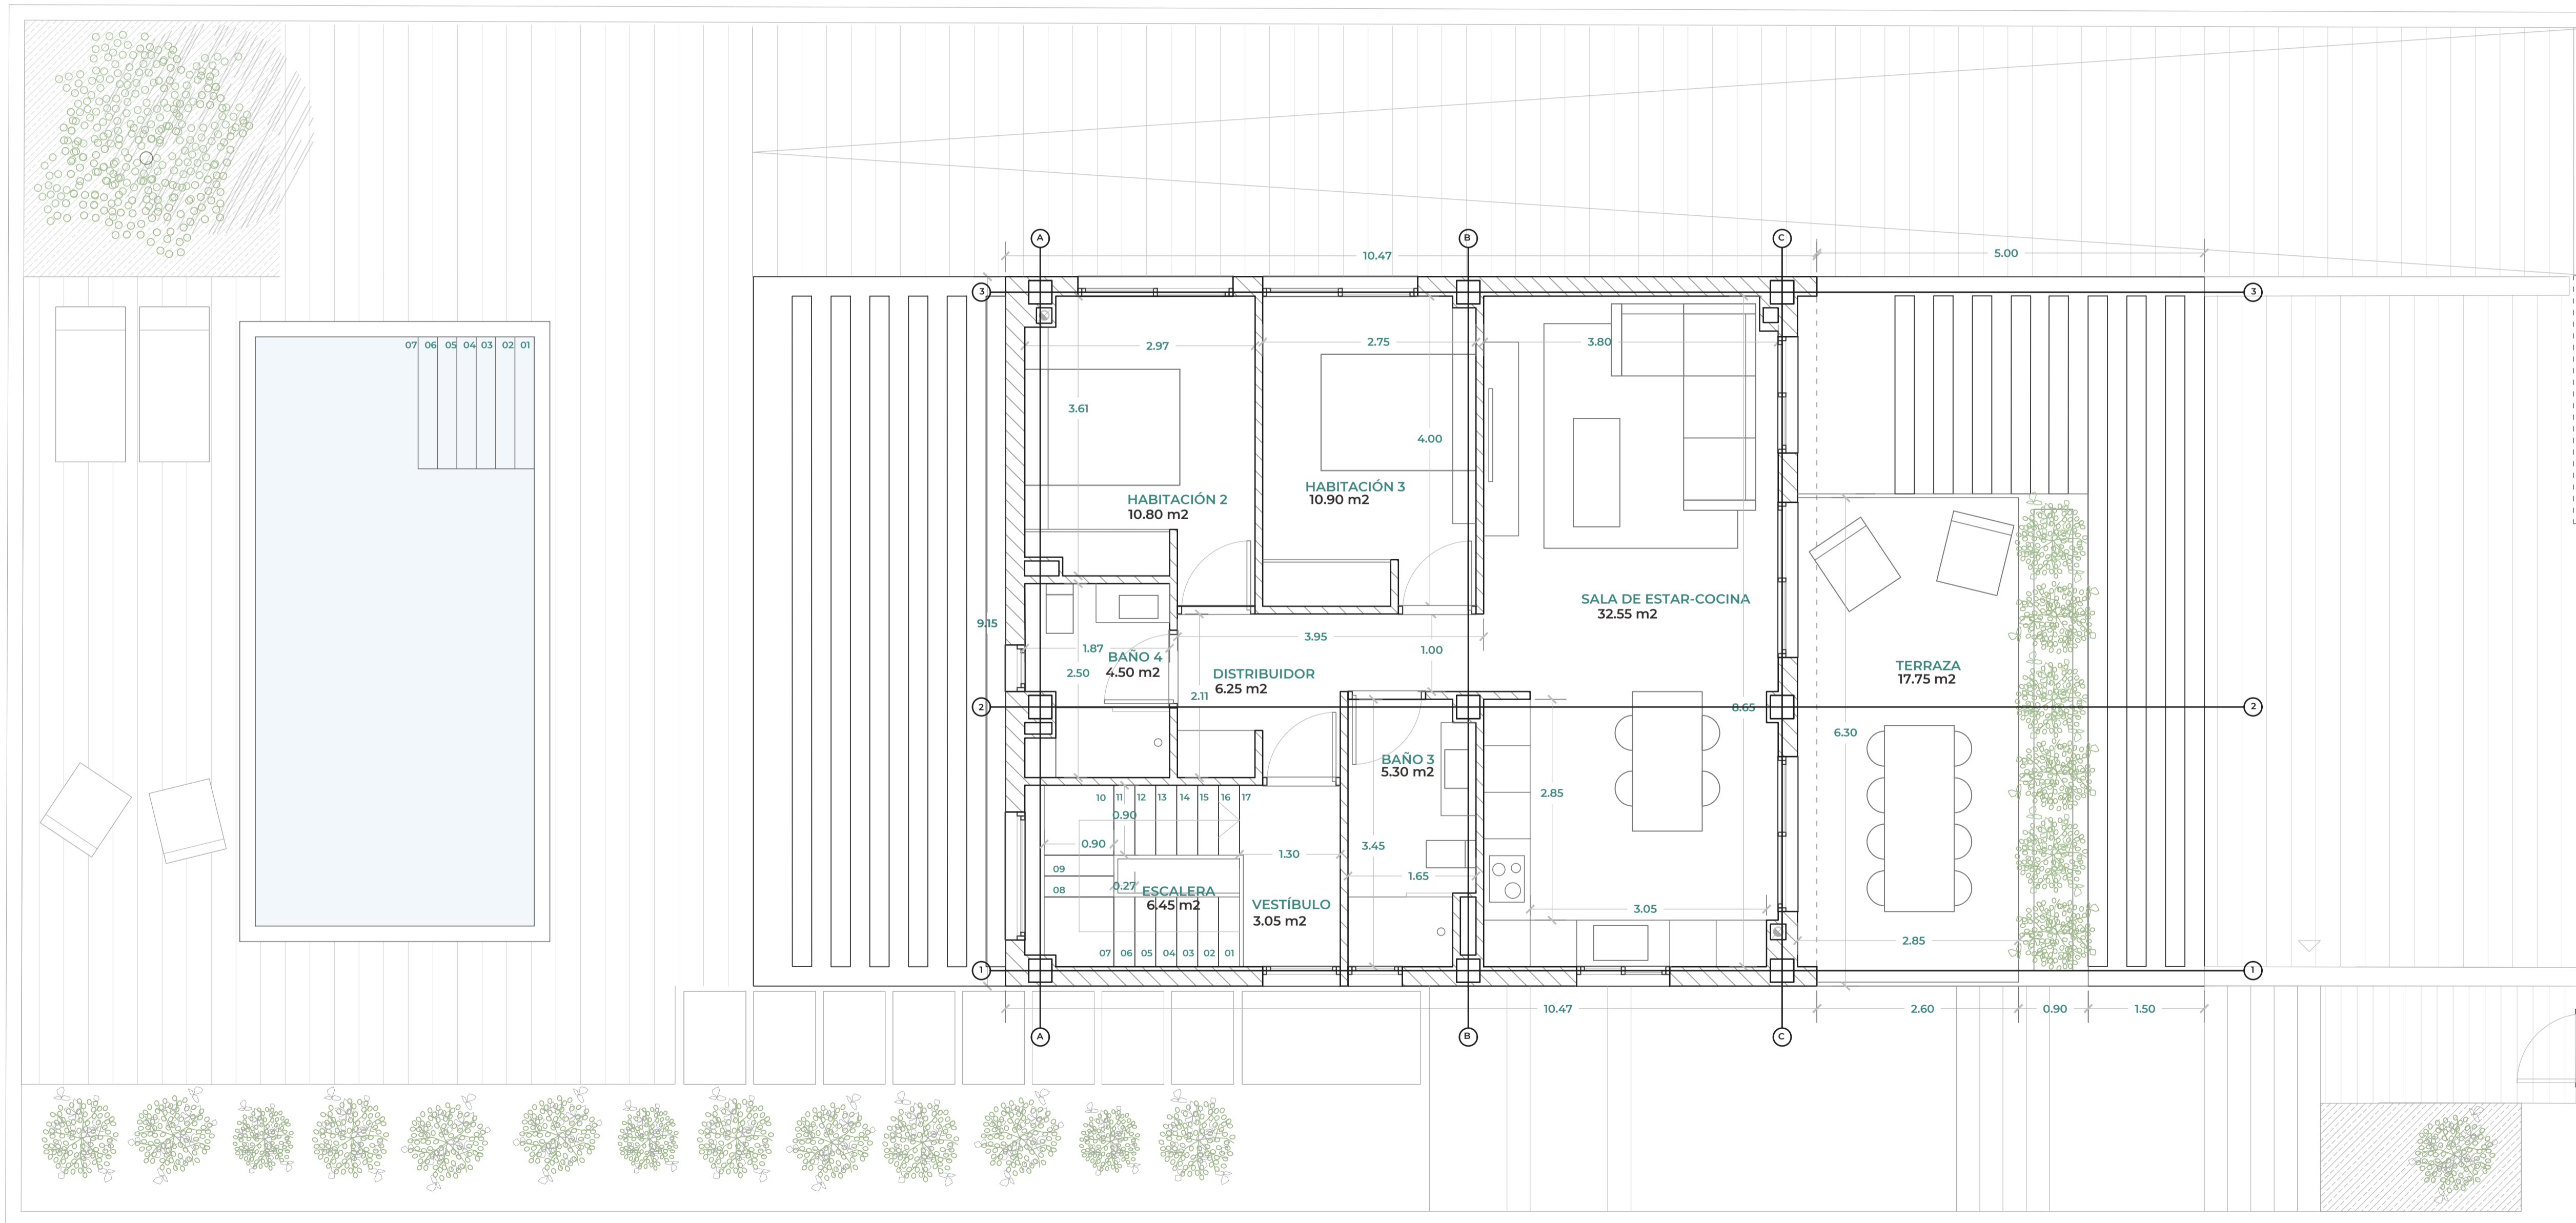 A
B
C
10.47
5.00
3
3
07 06 05 04 03 02 01
2.97
2.75
3.80
3.61
4.00
HABITACIÓN 2
10.80 m2
HABITACIÓN 3
10.90 m2
SALA DE ESTAR-COCINA
32.55 m2
9.15
3.95
1.00
1.87
BAÑO 4
4.50 m2
2.50
DISTRIBUIDOR
6.25 m2
2.11
TERRAZA
17.75 m2
2
8.65
2
6.30
BAÑO 3
5.30 m2
2.85
10 11 12 13 14 15 16 17
0.90
0.90
1.30
3.45
09
08
0.27
ESCALERA
6.45 m2
1.65
VESTÍBULO
3.05 m2
3.05
2.85
07 06 05 04 03 02 01
1
1
10.47
2.60
0.90
1.50
A
B
C